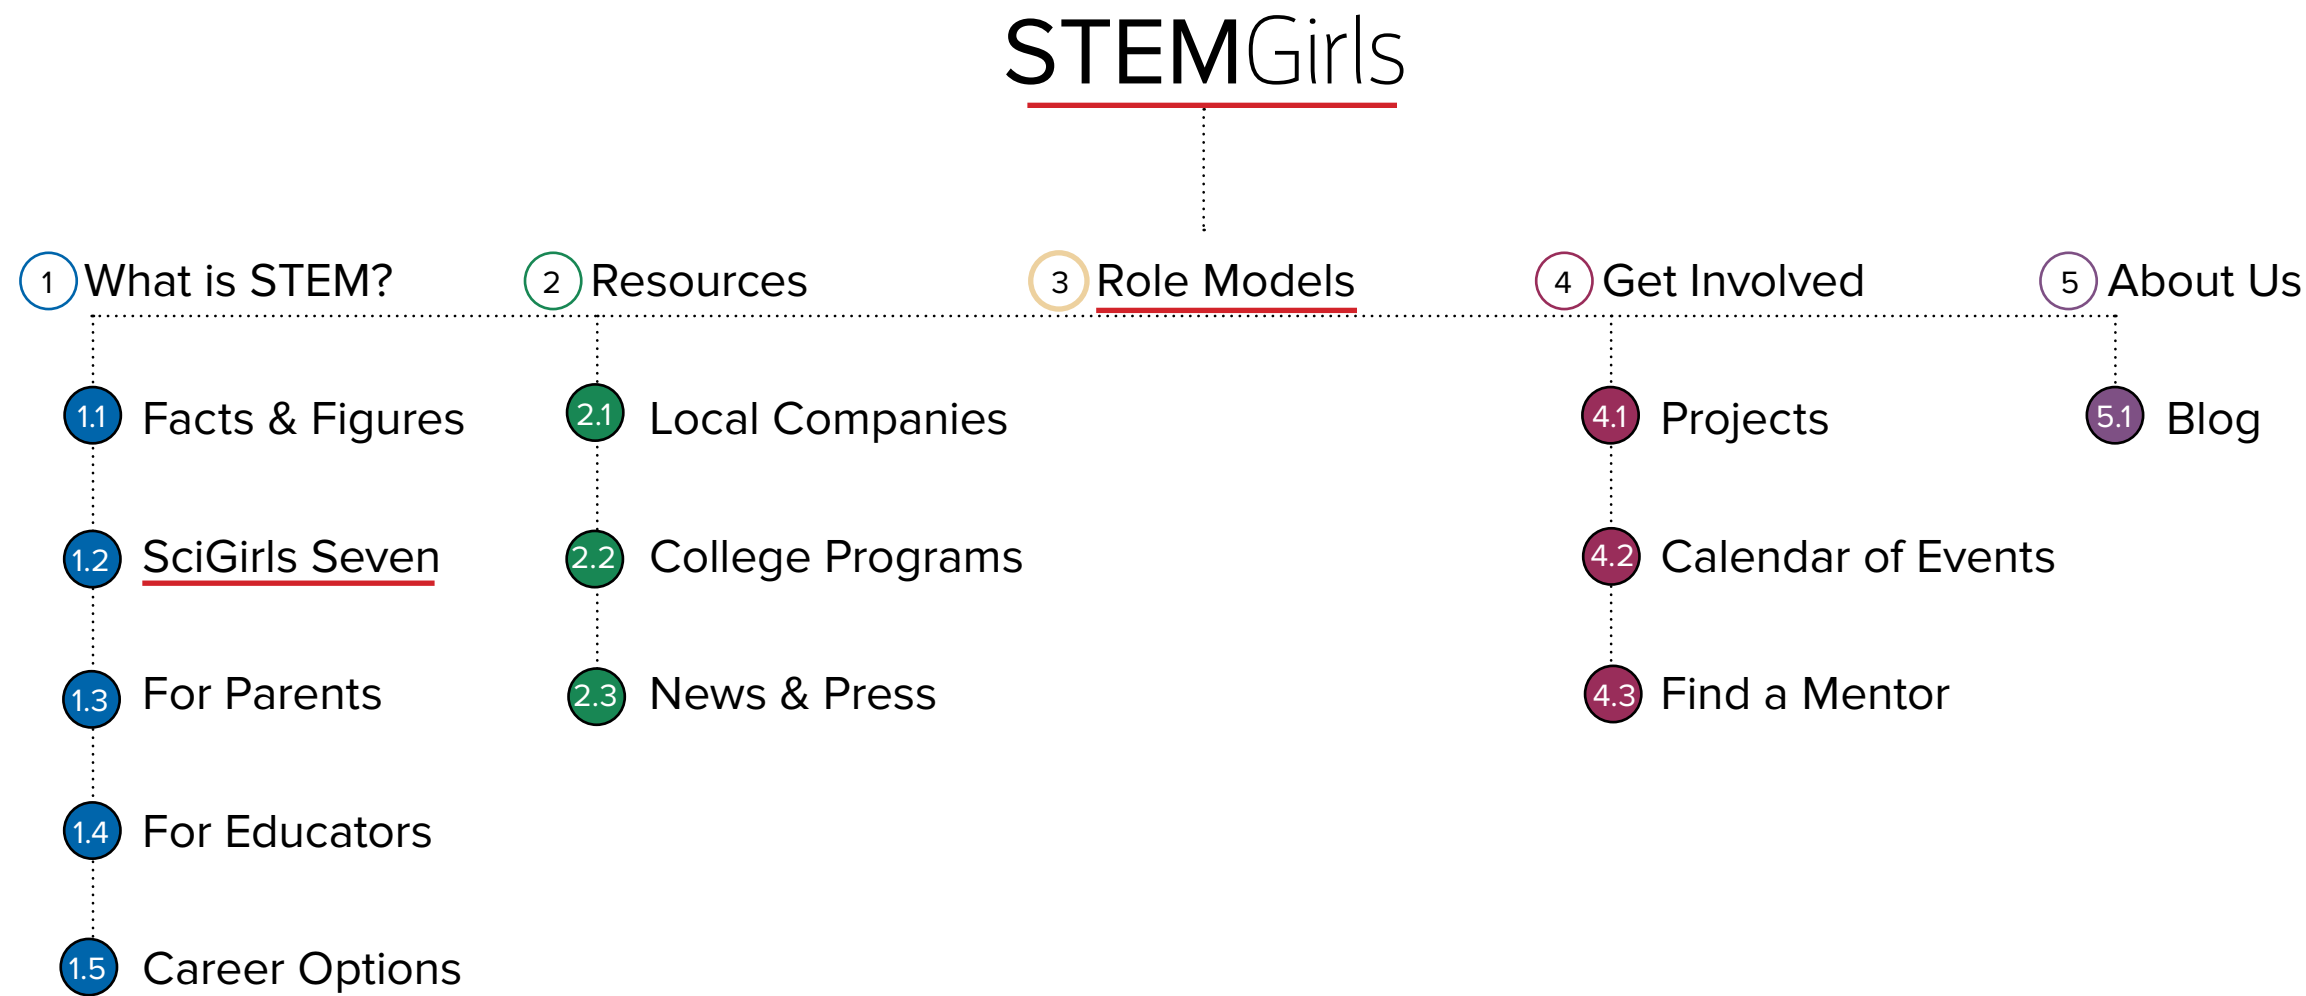 STEMGirls
1 What is STEM?
2 Resources
3 Role Models
4 Get Involved
5 About Us
1.1 Facts & Figures
1.2 SciGirls Seven
1.3 For Parents
1.4 For Educators
1.5 Career Options
2.1 Local Companies
2.2 College Programs
2.3 News & Press
4.1 Projects
4.2 Calendar of Events
4.3 Find a Mentor
5.1 Blog